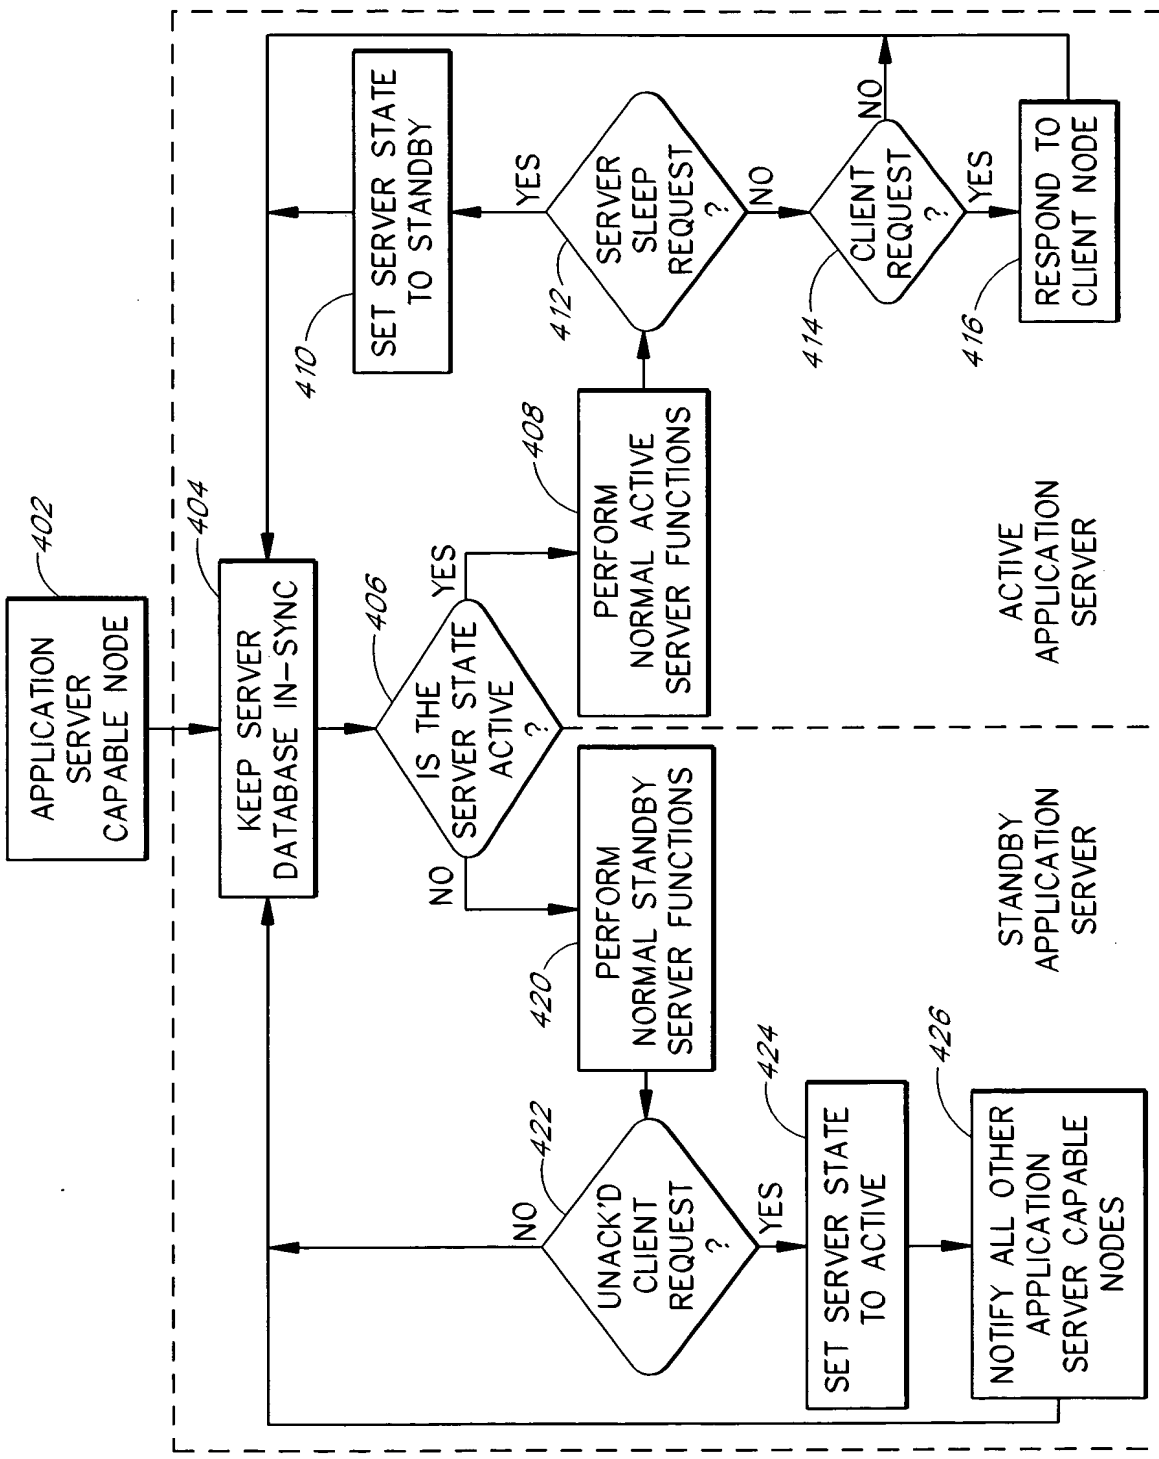 APPLICATION
SERVER
CAPABLE NODE
402
KEEP SERVER
DATABASE IN-SYNC
404
IS THE
SERVER STATE
ACTIVE
?
406
YES
NO
PERFORM
NORMAL ACTIVE
SERVER FUNCTIONS
408
SERVER
SLEEP
REQUEST
?
412
YES
SET SERVER STATE
TO STANDBY
410
NO
CLIENT
REQUEST
?
414
NO
YES
RESPOND TO
CLIENT NODE
416
ACTIVE
APPLICATION
SERVER
PERFORM
NORMAL STANDBY
SERVER FUNCTIONS
420
UNACK'D
CLIENT
REQUEST
?
422
NO
YES
SET SERVER STATE
TO ACTIVE
424
NOTIFY ALL OTHER
APPLICATION
SERVER CAPABLE
NODES
426
STANDBY
APPLICATION
SERVER